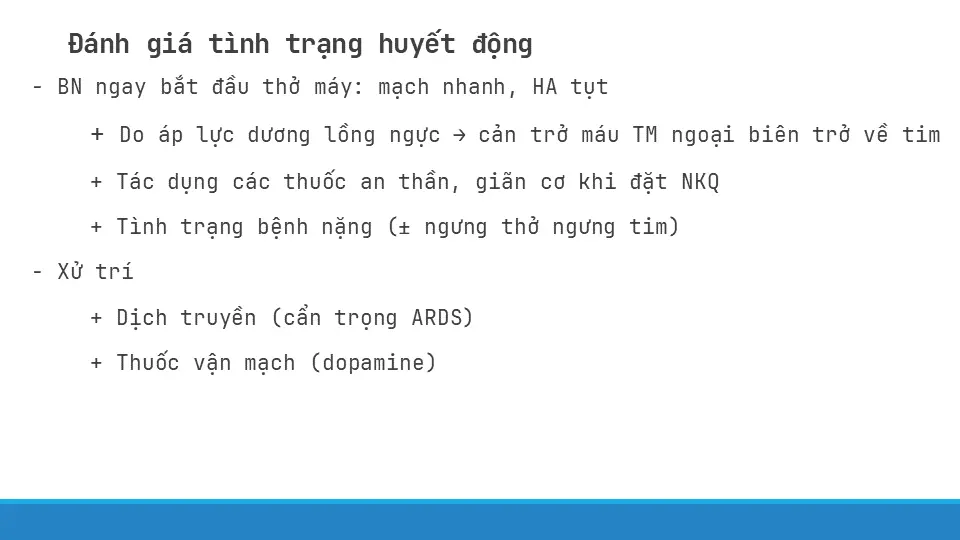 Đánh giá tình trạng huyết động
- BN ngay bắt đầu thở máy: mạch nhanh, HA tụt
+ Do áp lực dương lồng ngực → cản trở máu TM ngoại biên trở về tim
+ Tác dụng các thuốc an thần, giãn cơ khi đặt NKQ
+ Tình trạng bệnh nặng (± ngưng thở ngưng tim)
- Xử trí
+ Dịch truyền (cẩn trọng ARDS)
+ Thuốc vận mạch (dopamine)